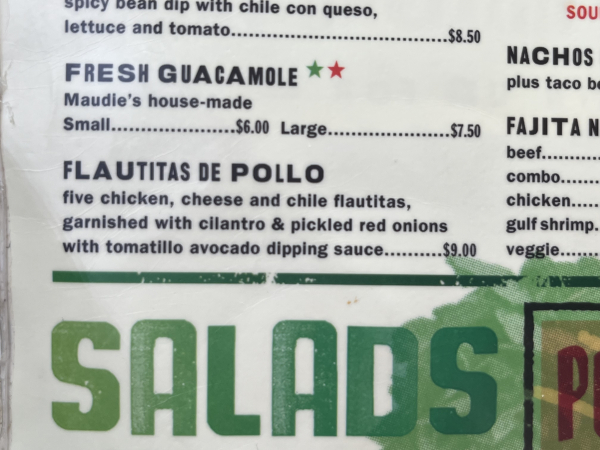 spicy bean dip with chile con queso,
lettuce and tomato.......................................$8.50
FRESH GUACAMOLE
Maudie's house-made
Small......................$6.00 Large...........................$7.50
FLAUTITAS DE POLLO
five chicken, cheese and chile flautitas,
garnished with cilantro & pickled red onions
with tomatillo avocado dipping sauce...........$9.00
SOU
NACHOS
plus taco be
FAJITA N
beef..........
combo.......
chicken.....
gulf shrimp.
veggie.......
SALADS